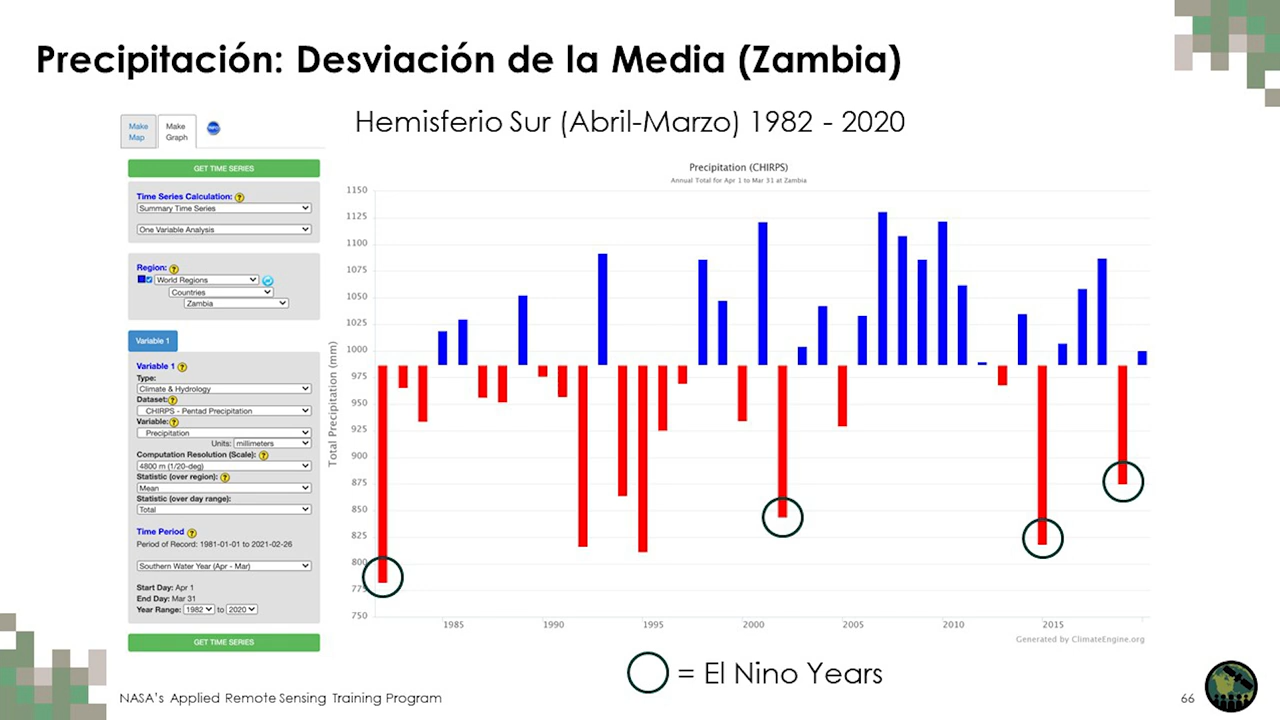 Precipitación: Desviación de la Media (Zambia)
Hemisferio Sur (Abril-Marzo) 1982 - 2020
Make Map
Make Graph
GET TIME SERIES
Time Series Calculation: ?
Summary Time Series
One Variable Analysis
Region: ?
World Regions
Countries
Zambia
Variable 1
Variable 1 ?
Type:
Climate & Hydrology
Dataset: ?
CHIRPS - Pentad Precipitation
Variable: ?
Precipitation
Units: millimeters
Computation Resolution (Scale): ?
4800 m (1/20-deg)
Statistic (over region): ?
Mean
Statistic (over day range):
Total
Time Period ?
Period of Record: 1981-01-01 to 2021-02-26
Southern Water Year (Apr - Mar)
Start Day: Apr 1
End Day: Mar 31
Year Range: 1982 to 2020
GET TIME SERIES
Precipitation (CHIRPS)
Annual Total for Apr 1 to Mar 31 at Zambia
Total Precipitation (mm)
1150
1125
1100
1075
1050
1025
1000
975
950
925
900
875
850
825
800
775
750
1985 1990 1995 2000 2005 2010 2015
Generated by ClimateEngine.org
= El Nino Years
NASA's Applied Remote Sensing Training Program
66